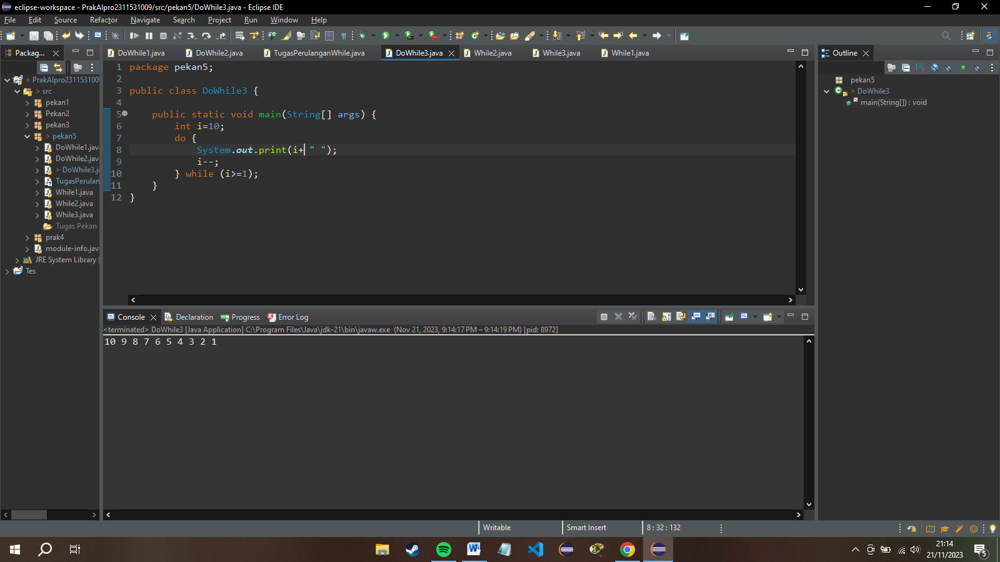 eclipse-workspace - PrakAlpro2311531009/src/pekan5/DoWhile3.java - Eclipse IDE
File Edit Source Refactor Navigate Search Project Run Window Help
Packag...
DoWhile1.java DoWhile2.java TugasPerulanganWhile.java DoWhile3.java While2.java While3.java While1.java
Outline
> PrakAlpro2311531009
> src
pekan1
Pekan2
pekan3
> pekan5
DoWhile1.jav
DoWhile2.jav
> DoWhile3.ja
TugasPerulan
While1.java
While2.java
While3.java
Tugas Pekan
prak4
module-info.jav
JRE System Library
Tes
1 package pekan5;
2
3 public class DoWhile3 {
4
5 public static void main(String[] args) {
6 int i=10;
7 do {
8 System.out.print(i+ " ");
9 i--;
10 } while (i>=1);
11 }
12 }
pekan5
> DoWhile3
main(String[]) : void
Console Declaration Progress Error Log
<terminated> DoWhile3 [Java Application] C:\Program Files\Java\jdk-21\bin\javaw.exe (Nov 21, 2023, 9:14:17 PM – 9:14:19 PM) [pid: 8972]
10 9 8 7 6 5 4 3 2 1
Writable Smart Insert 8 : 32 : 132
21:14
21/11/2023
5